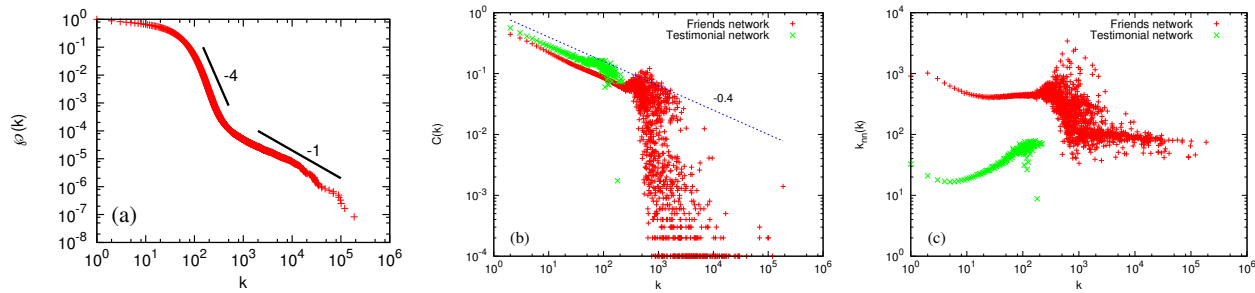 10^0
10^-1
10^-2
10^-3
10^-4
10^-5
10^-6
10^-7
10^-8
℘(k)
-4
-1
(a)
10^0 10^1 10^2 10^3 10^4 10^5 10^6
k
10^0
10^-1
10^-2
10^-3
10^-4
C(k)
Friends network
Testimonial network
-0.4
(b)
10^0 10^1 10^2 10^3 10^4 10^5 10^6
k
10^4
10^3
10^2
10^1
10^0
k_nn(k)
Friends network
Testimonial network
(c)
10^0 10^1 10^2 10^3 10^4 10^5 10^6
k